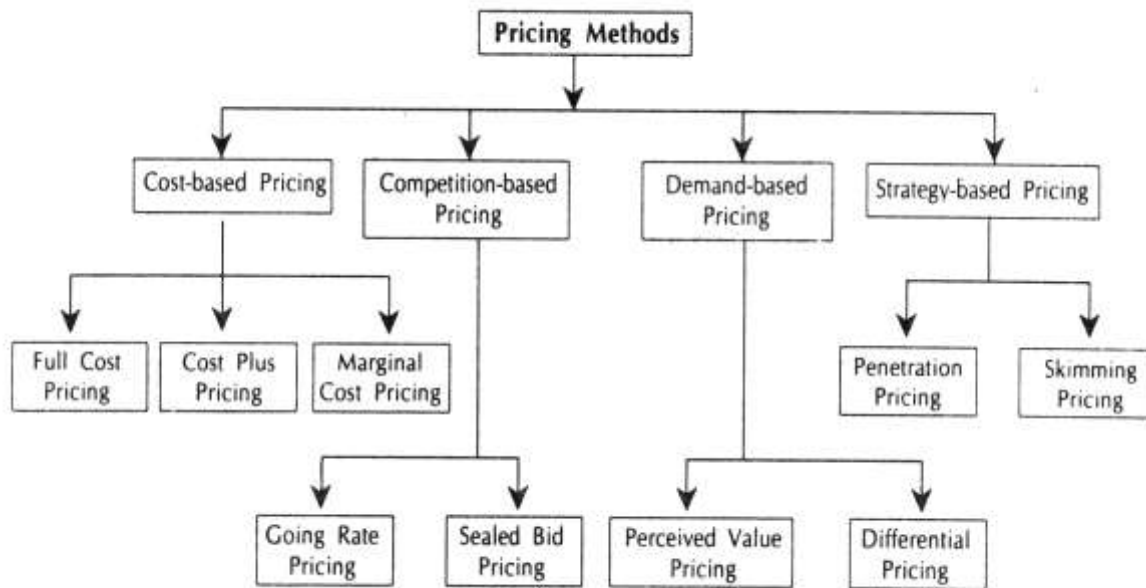 Pricing Methods
Cost-based Pricing
Competition-based
Pricing
Demand-based
Pricing
Strategy-based Pricing
Full Cost
Pricing
Cost Plus
Pricing
Marginal
Cost Pricing
Penetration
Pricing
Skimming
Pricing
Going Rate
Pricing
Sealed Bid
Pricing
Perceived Value
Pricing
Differential
Pricing